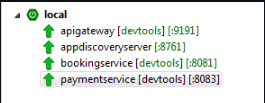 local
apigateway [devtools] [:9191]
appdiscoveryserver [:8761]
bookingservice [devtools] [:8081]
paymentservice [devtools] [:8083]